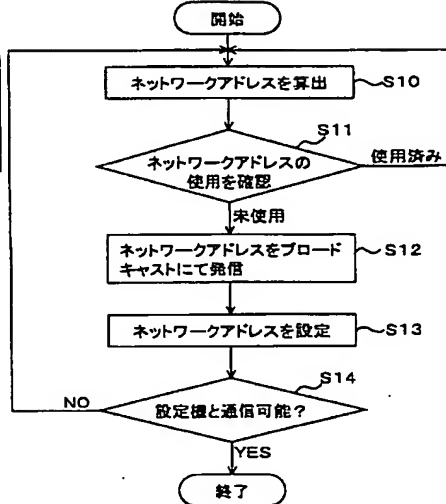 開始
ネットワークアドレスを算出
S10
S11
ネットワークアドレスの
使用を確認
使用済み
未使用
ネットワークアドレスをブロード
キャストにて発信
S12
ネットワークアドレスを設定
S13
S14
設定機と通信可能?
NO
YES
終了